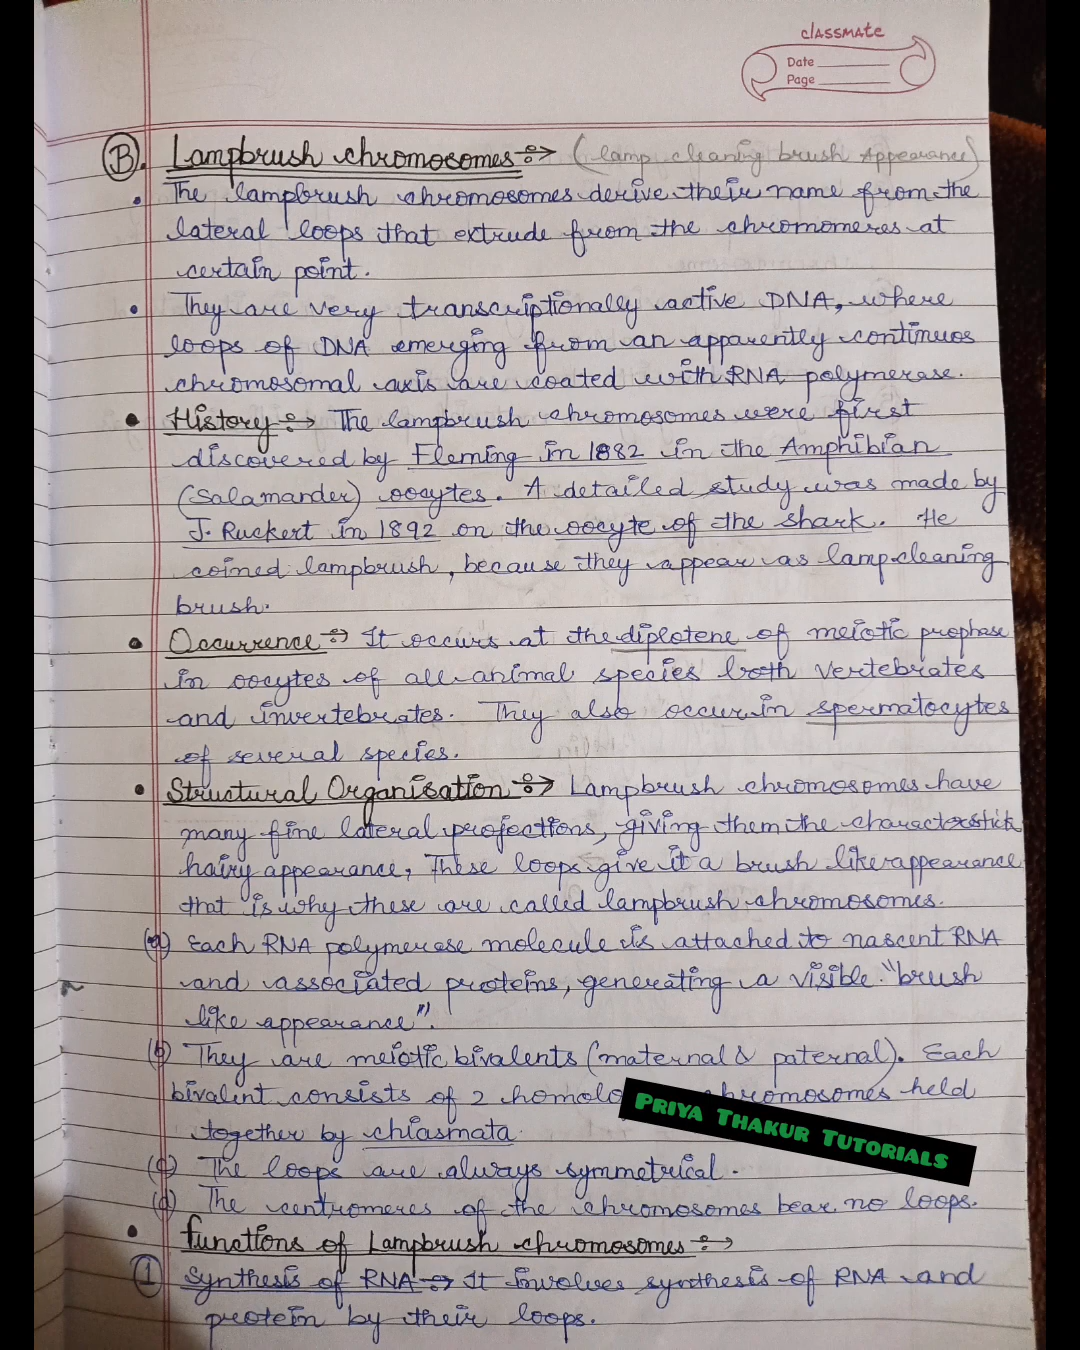 classmate
Date
Page
(B). Lampbrush chromosomes ÷> (lamp cleaning brush Appearance)
• The lampbrush chromosomes derive their name from the
lateral loops that extrude from the chromomeres at
certain point.
• They are very transcriptionally active DNA, where
loops of DNA emerging from an apparently continuos
chromosomal axis are coated with RNA polymerase.
• History ÷> The lampbrush chromosomes were first
discovered by Fleming in 1882 in the Amphibian
(Salamander) oocytes. A detailed study was made by
J. Ruckert in 1892 on the oocyte of the shark. He
coined lampbrush, because they appear as lamp cleaning
brush.
• Occurrence ÷> It occurs at the diplotene of meiotic prophase
in oocytes of all animal species both vertebrates
and invertebrates. They also occur in spermatocytes
of several species.
• Structural Organisation ÷> Lampbrush chromosomes have
many fine lateral projections, giving them the characterstick
hairy appearance, These loops give it a brush like appearance
that is why these are called lampbrush chromosomes.
(a) Each RNA polymerase molecule is attached to nascent RNA
and associated proteins, generating a visible "brush
like appearance".
(b) They are meiotic bivalents (maternal & paternal). Each
bivalent consists of 2 homolo chromosomes held
together by chiasmata.
PRIYA THAKUR TUTORIALS
(c) The loops are always symmetrical.
(d) The centromeres of the chromosomes bear no loops.
• functions of Lampbrush chromosomes ÷>
(1) Synthesis of RNA ÷> It involves synthesis of RNA and
protein by their loops.